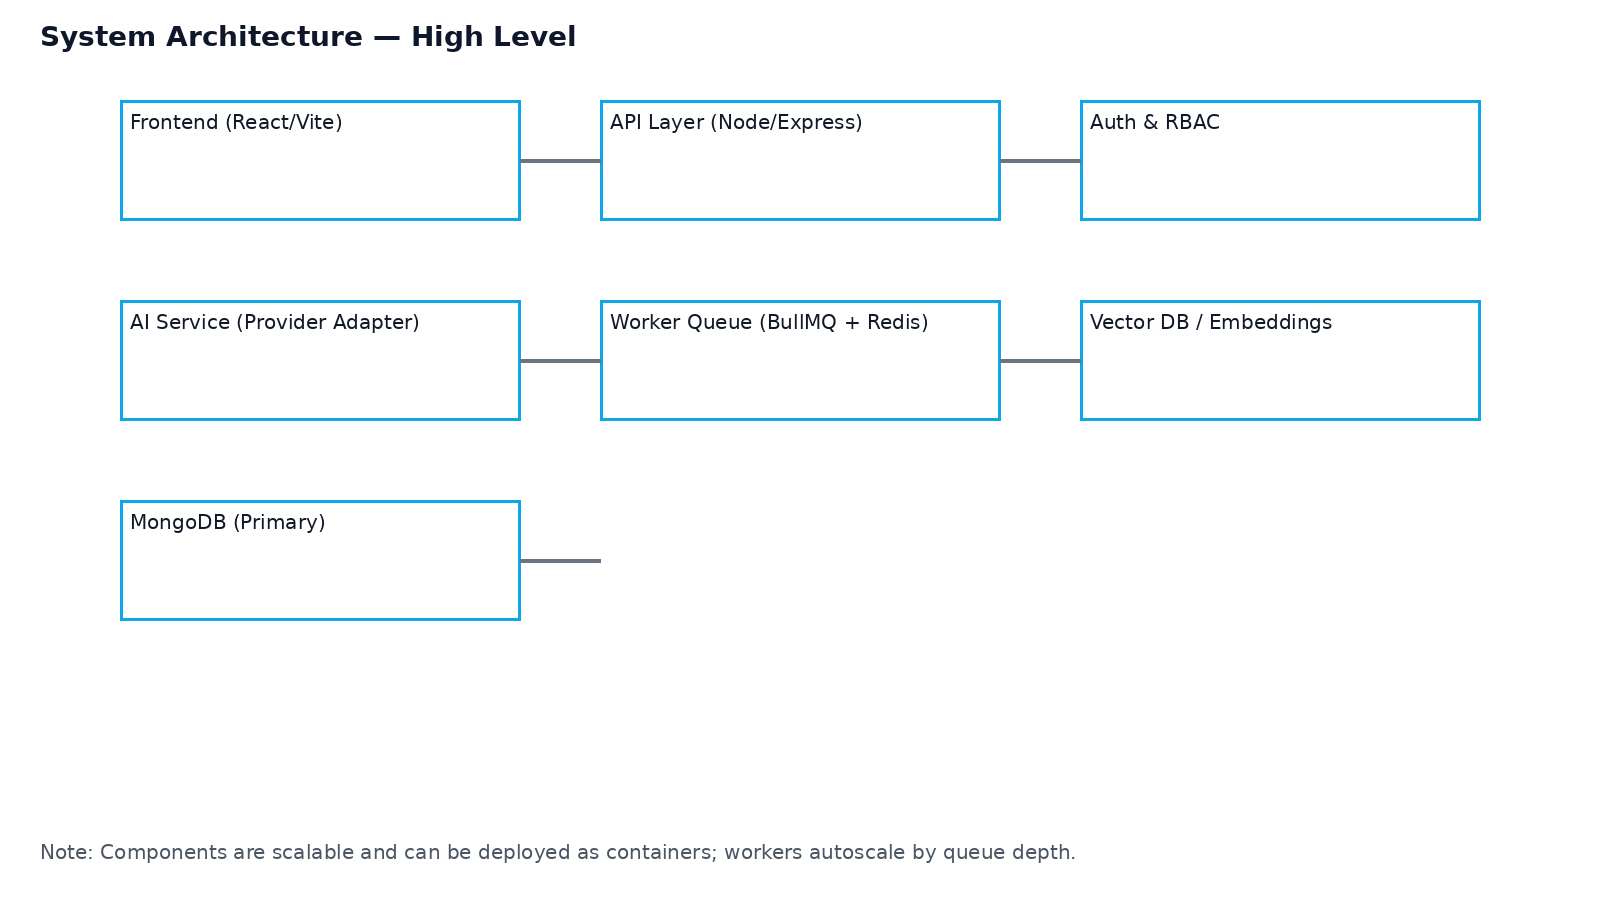 System Architecture — High Level
Frontend (React/Vite)
API Layer (Node/Express)
Auth & RBAC
AI Service (Provider Adapter)
Worker Queue (BullMQ + Redis)
Vector DB / Embeddings
MongoDB (Primary)
Note: Components are scalable and can be deployed as containers; workers autoscale by queue depth.